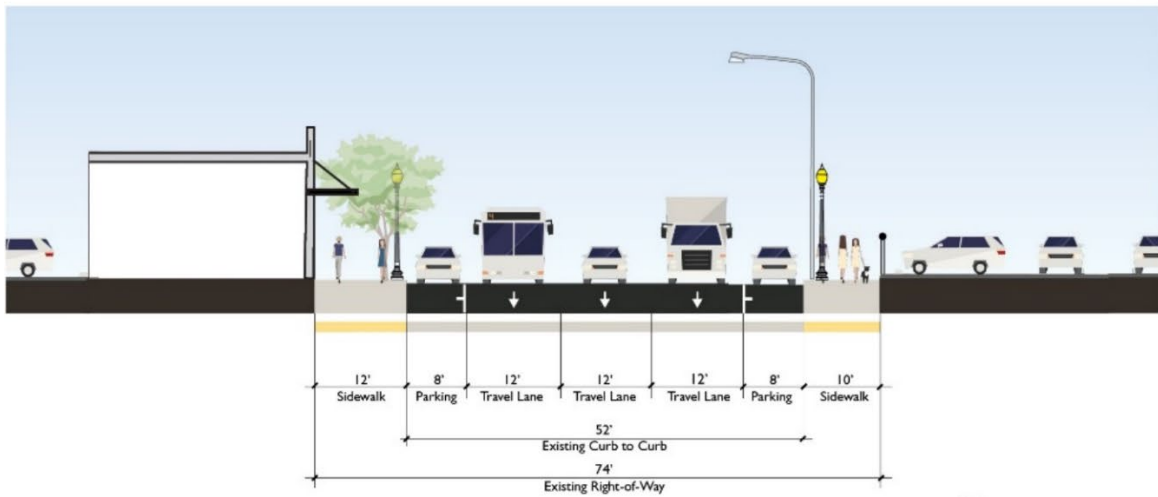 12' 8' 12' 12' 12' 8' 10'
Sidewalk Parking Travel Lane Travel Lane Travel Lane Parking Sidewalk
52'
Existing Curb to Curb
74'
Existing Right-of-Way